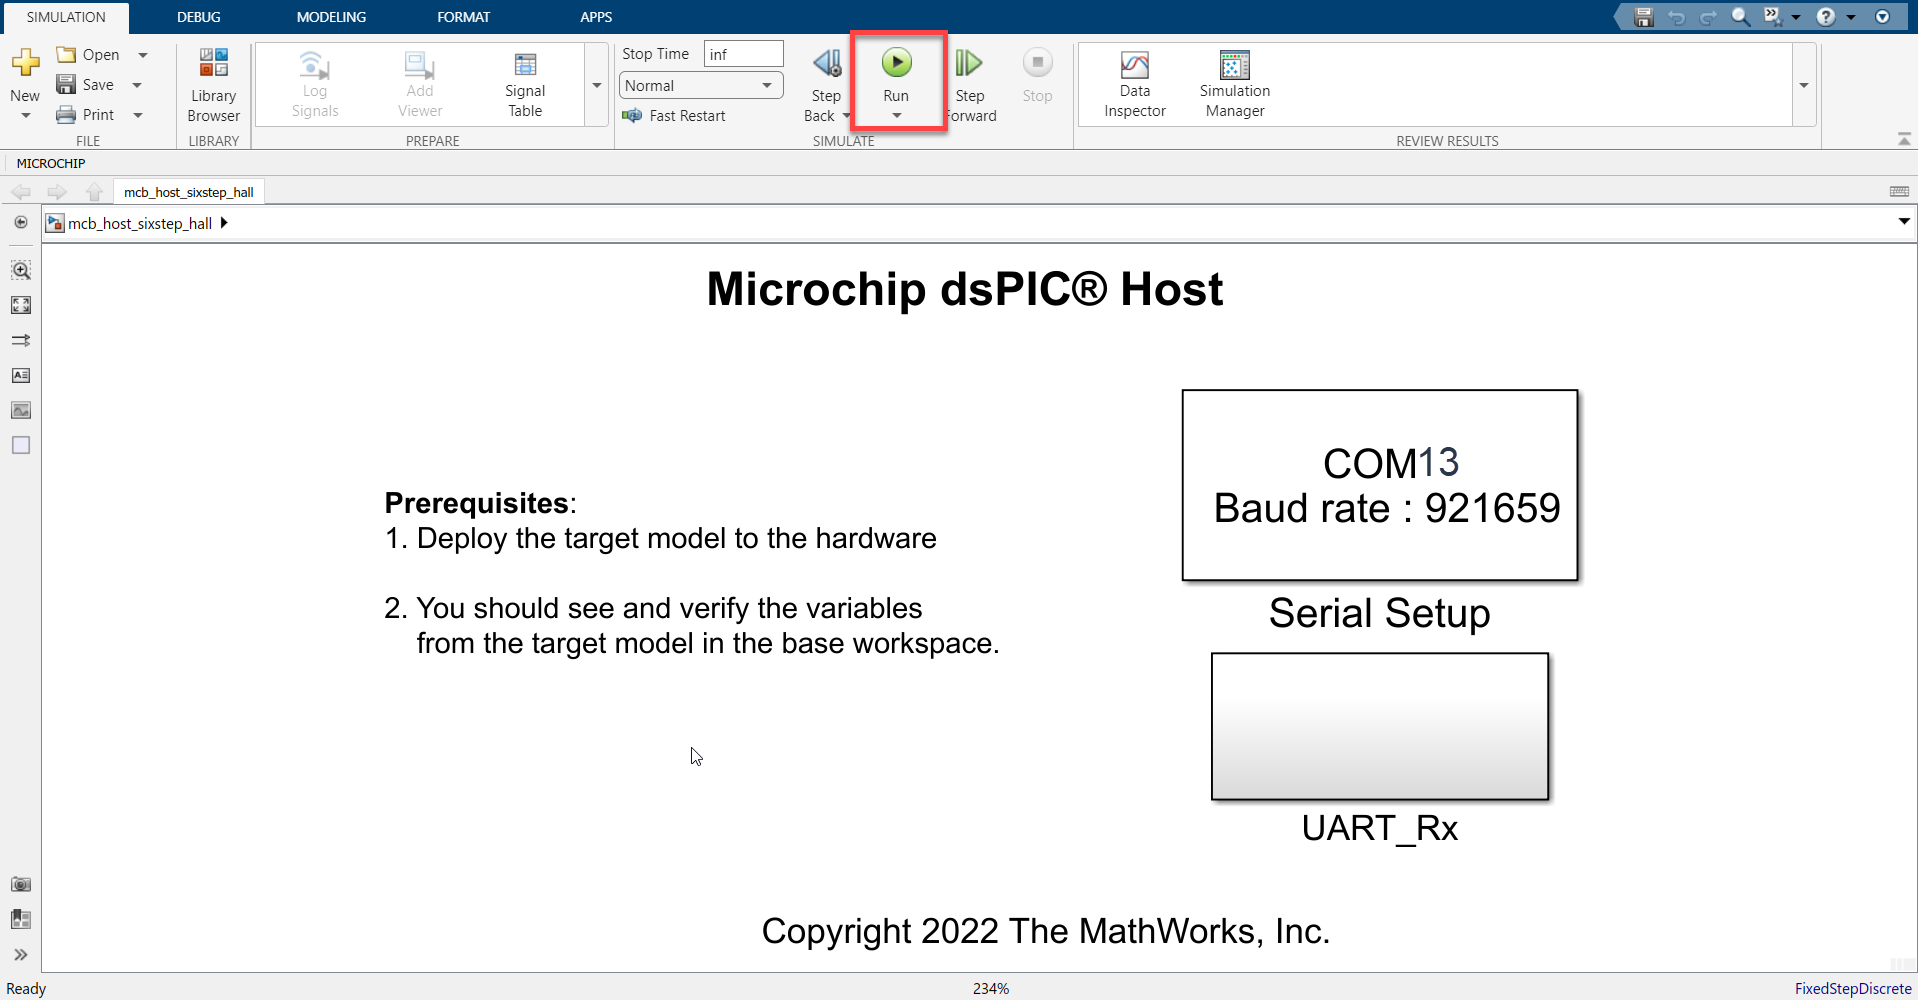 SIMULATION DEBUG MODELING FORMAT APPS
New
Open
Save
Print
FILE
Library
Browser
LIBRARY
Log
Signals
Add
Viewer
Signal
Table
PREPARE
Stop Time inf
Normal
Fast Restart
Step
Back
Run
Step
Forward
Stop
SIMULATE
Data
Inspector
Simulation
Manager
REVIEW RESULTS
MICROCHIP
mcb_host_sixstep_hall
mcb_host_sixstep_hall
Microchip dsPIC® Host
Prerequisites:
1. Deploy the target model to the hardware
2. You should see and verify the variables
from the target model in the base workspace.
COM13
Baud rate : 921659
Serial Setup
UART_Rx
Copyright 2022 The MathWorks, Inc.
Ready 234% FixedStepDiscrete